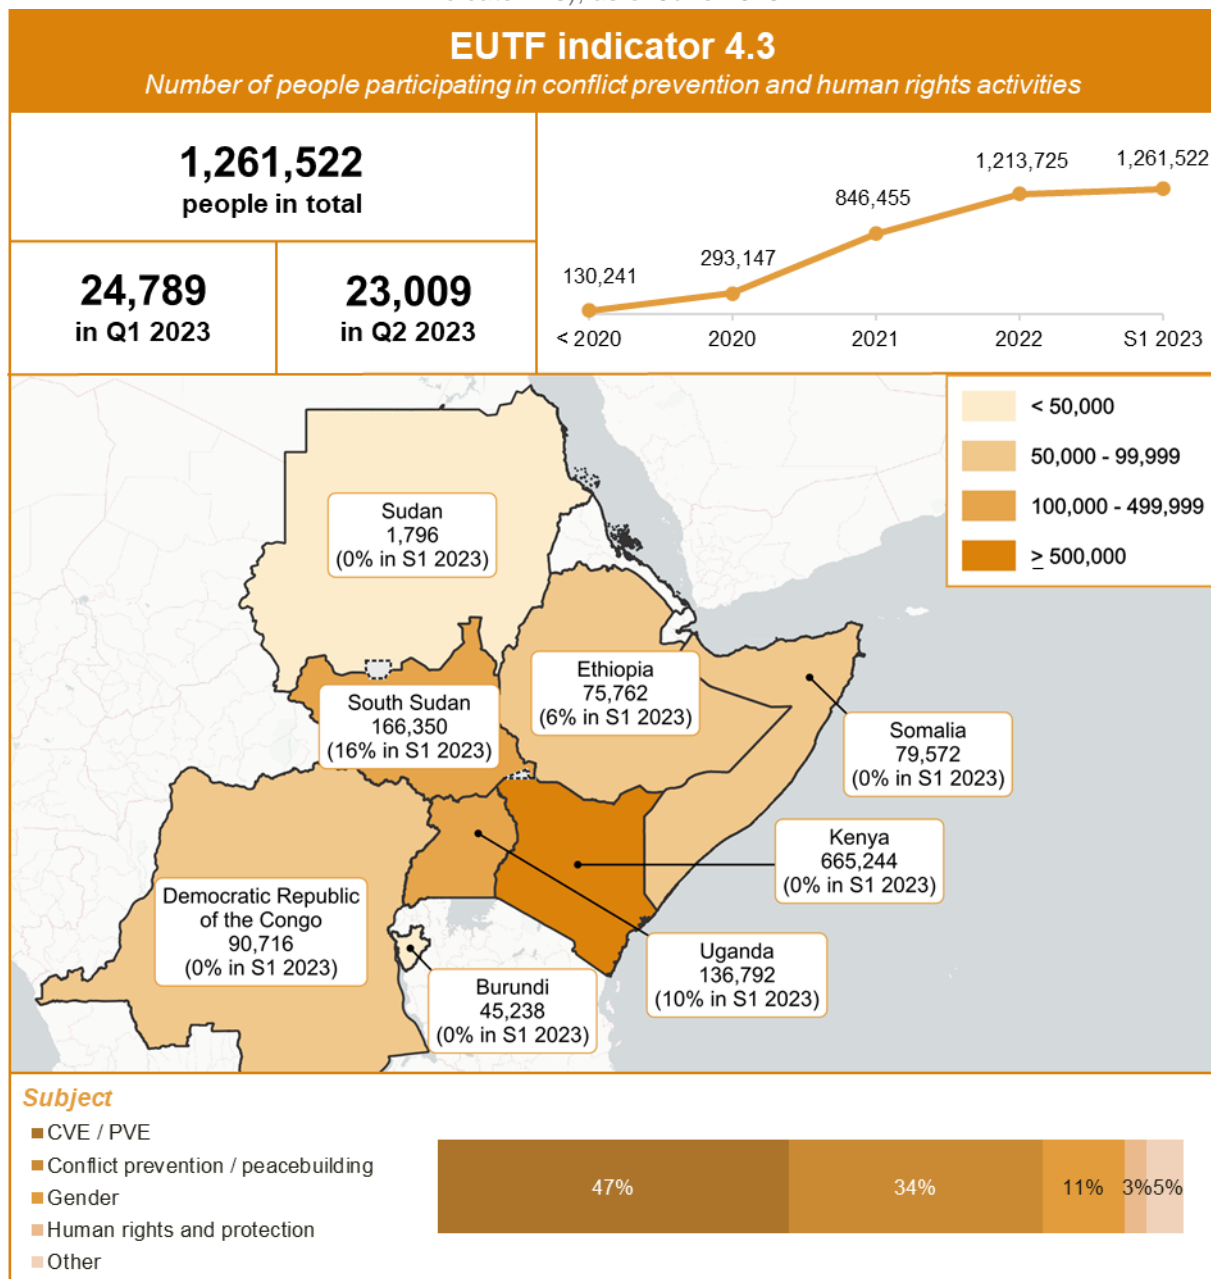 EUTF indicator 4.3
Number of people participating in conflict prevention and human rights activities
1,261,522
people in total
24,789
in Q1 2023
23,009
in Q2 2023
130,241
293,147
846,455
1,213,725
1,261,522
< 2020
2020
2021
2022
S1 2023
< 50,000
50,000 - 99,999
100,000 - 499,999
≥ 500,000
Sudan
1,796
(0% in S1 2023)
Ethiopia
75,762
(6% in S1 2023)
South Sudan
166,350
(16% in S1 2023)
Somalia
79,572
(0% in S1 2023)
Kenya
665,244
(0% in S1 2023)
Democratic Republic
of the Congo
90,716
(0% in S1 2023)
Uganda
136,792
(10% in S1 2023)
Burundi
45,238
(0% in S1 2023)
Subject
CVE / PVE
Conflict prevention / peacebuilding
Gender
Human rights and protection
Other
47%
34%
11%
3%
5%